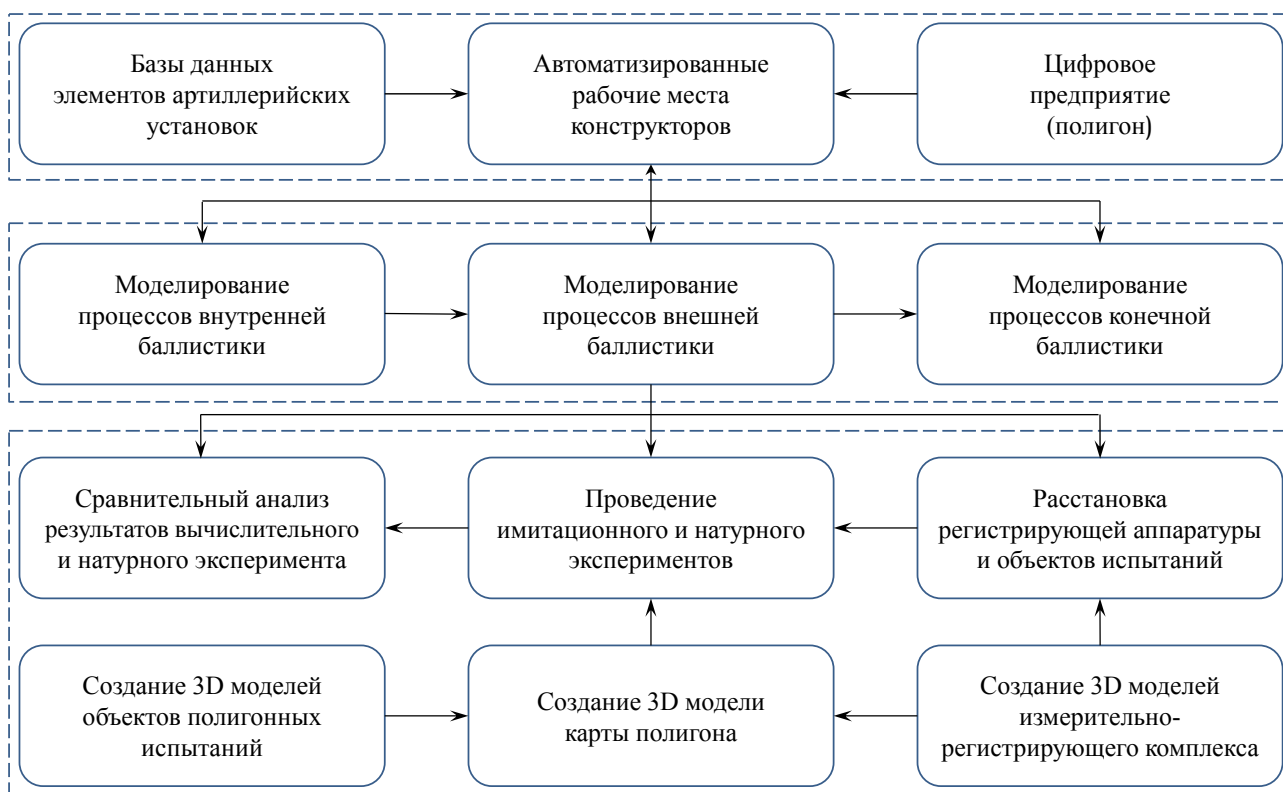 Базы данных
элементов артиллерийских
установок
Автоматизированные
рабочие места
конструкторов
Цифровое
предприятие
(полигон)
Моделирование
процессов внутренней
баллистики
Моделирование
процессов внешней
баллистики
Моделирование
процессов конечной
баллистики
Сравнительный анализ
результатов вычислительного
и натурного эксперимента
Проведение
имитационного и натурного
экспериментов
Расстановка
регистрирующей аппаратуры
и объектов испытаний
Создание 3D моделей
объектов полигонных
испытаний
Создание 3D модели
карты полигона
Создание 3D моделей
измерительно-
регистрирующего комплекса